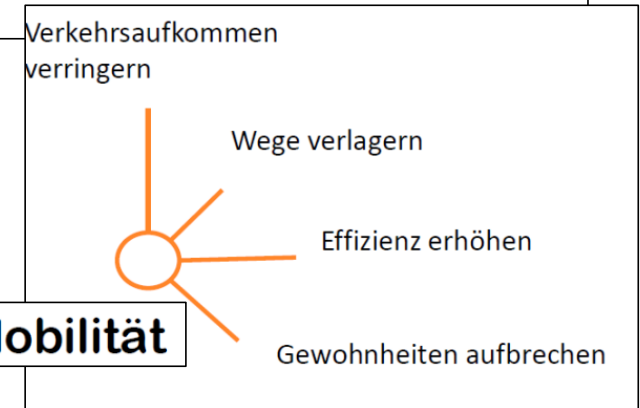 Verkehrsaufkommen
verringern
Wege verlagern
Effizienz erhöhen
obilität
Gewohnheiten aufbrechen